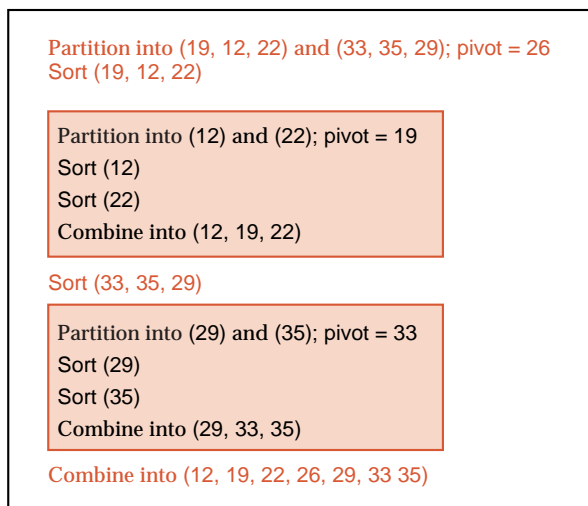 Partition into (19, 12, 22) and (33, 35, 29); pivot = 26
Sort (19, 12, 22)
Partition into (12) and (22); pivot = 19
Sort (12)
Sort (22)
Combine into (12, 19, 22)
Sort (33, 35, 29)
Partition into (29) and (35); pivot = 33
Sort (29)
Sort (35)
Combine into (29, 33, 35)
Combine into (12, 19, 22, 26, 29, 33 35)